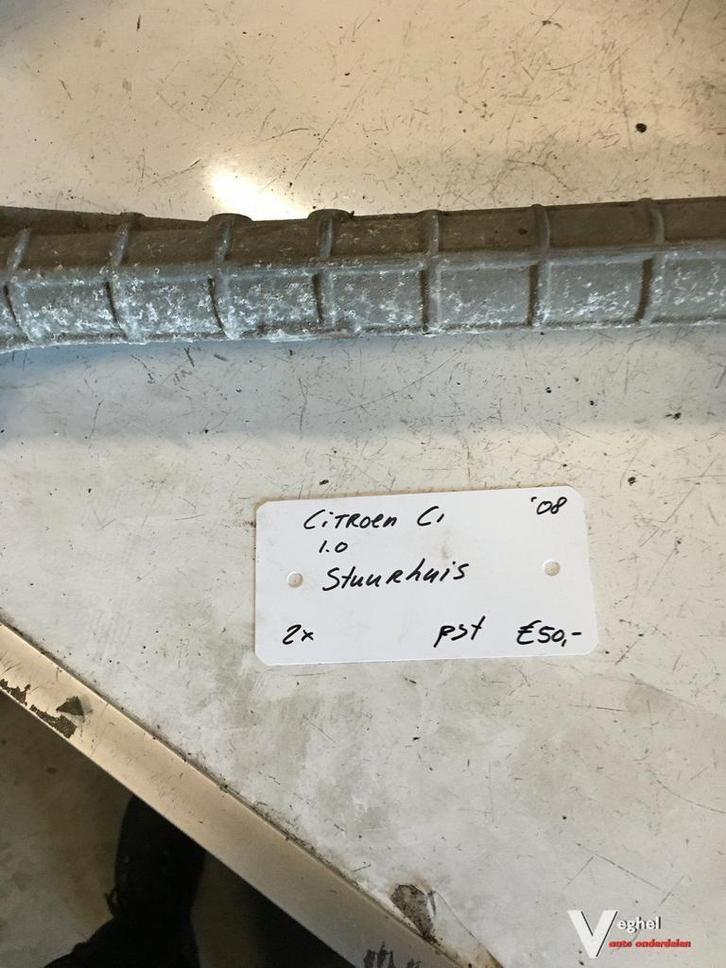 Citroen C1 '08
1.0
Stuurhuis
2x pst €50,-
Veghel
auto onderdelen